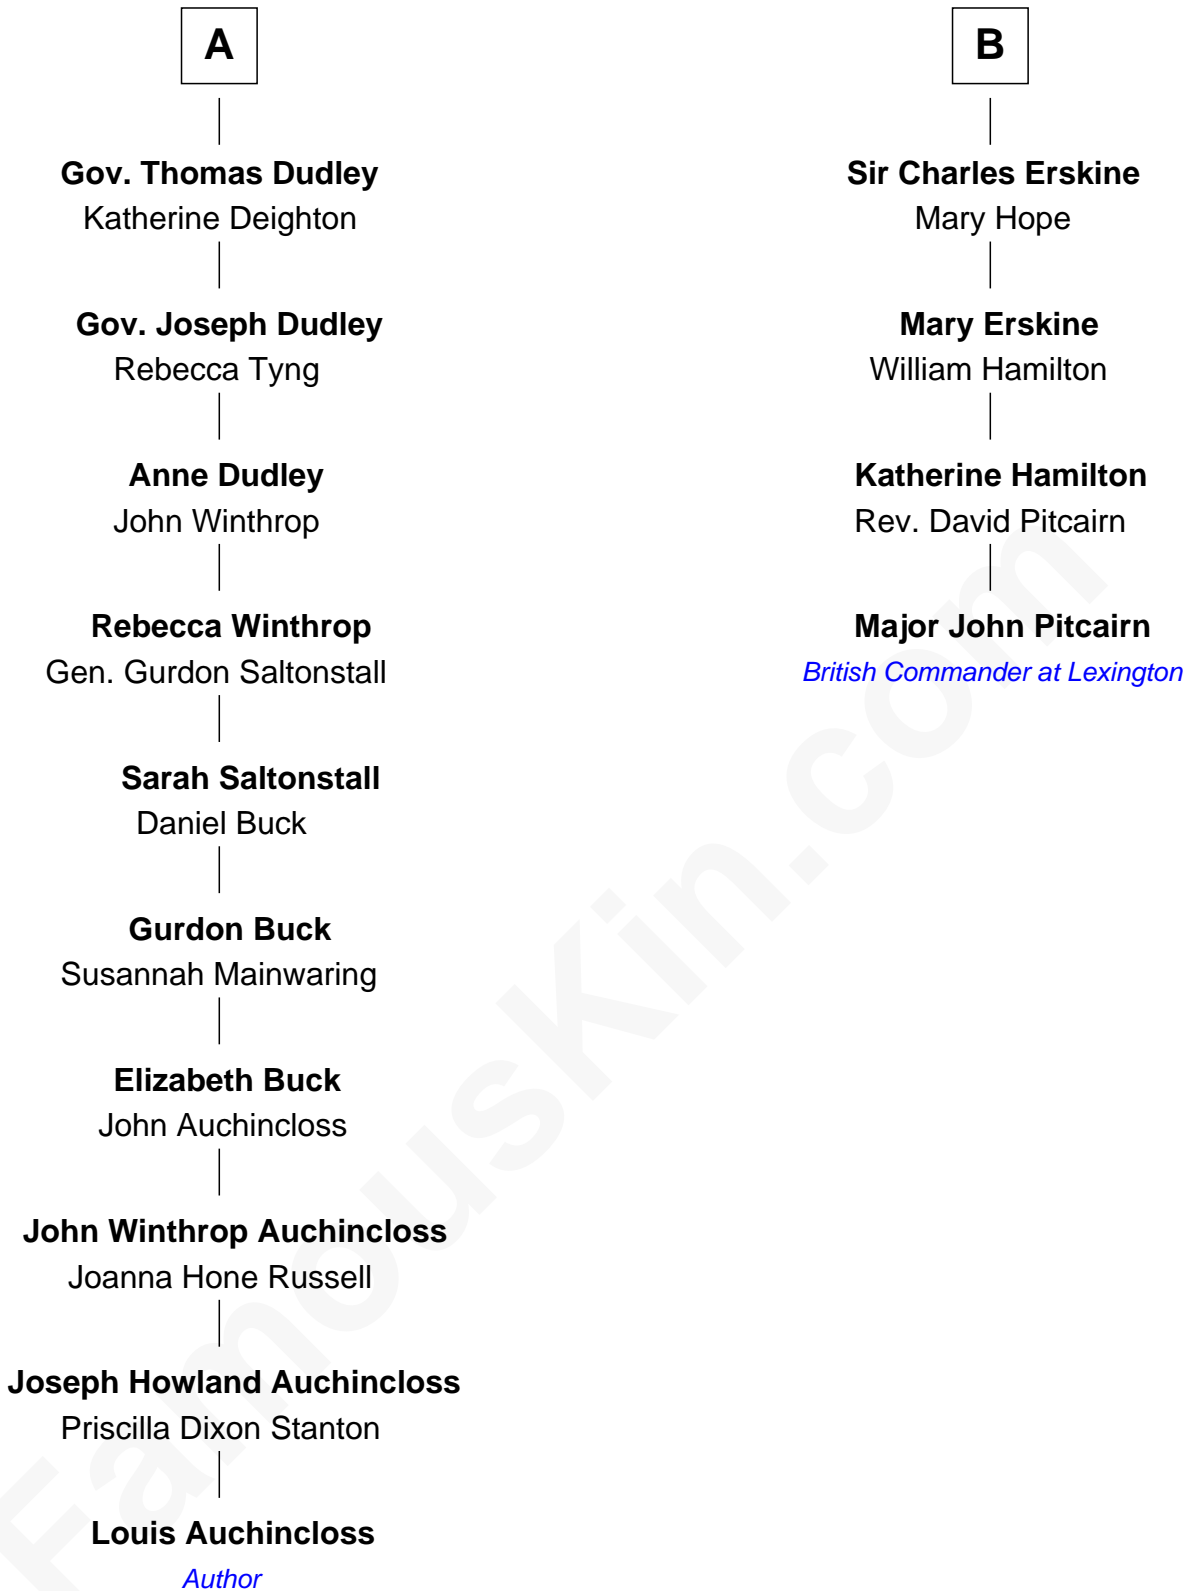 A
Gov. Thomas Dudley
Katherine Deighton
Gov. Joseph Dudley
Rebecca Tyng
Anne Dudley
John Winthrop
Rebecca Winthrop
Gen. Gurdon Saltonstall
Sarah Saltonstall
Daniel Buck
Gurdon Buck
Susannah Mainwaring
Elizabeth Buck
John Auchincloss
John Winthrop Auchincloss
Joanna Hone Russell
Joseph Howland Auchincloss
Priscilla Dixon Stanton
Louis Auchincloss
Author
B
Sir Charles Erskine
Mary Hope
Mary Erskine
William Hamilton
Katherine Hamilton
Rev. David Pitcairn
Major John Pitcairn
British Commander at Lexington
FamousKin.com